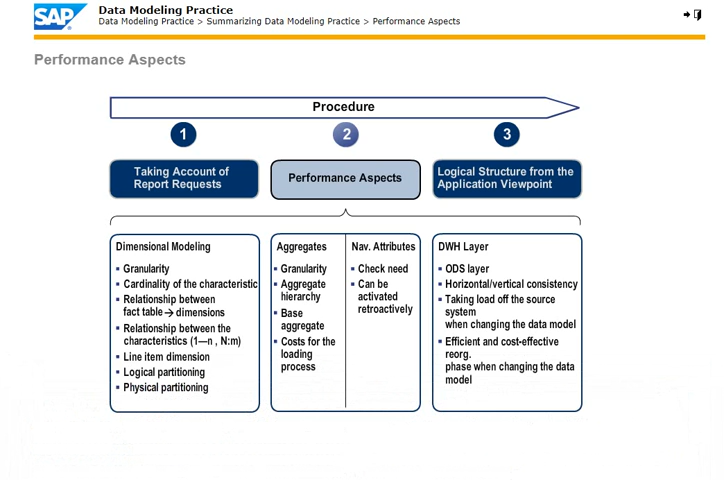 SAP®
Data Modeling Practice
Data Modeling Practice > Summarizing Data Modeling Practice > Performance Aspects
Performance Aspects
Procedure
1
2
3
Taking Account of
Report Requests
Performance Aspects
Logical Structure from the
Application Viewpoint
Dimensional Modeling
▪ Granularity
▪ Cardinality of the characteristic
▪ Relationship between
fact table → dimensions
▪ Relationship between the
characteristics (1—n , N:m)
▪ Line item dimension
▪ Logical partitioning
▪ Physical partitioning
Aggregates
▪ Granularity
▪ Aggregate
hierarchy
▪ Base
aggregate
▪ Costs for the
loading
process
Nav. Attributes
▪ Check need
▪ Can be
activated
retroactively
DWH Layer
▪ ODS layer
▪ Horizontal/vertical consistency
▪ Taking load off the source
system
when changing the data model
▪ Efficient and cost-effective
reorg.
phase when changing the data
model